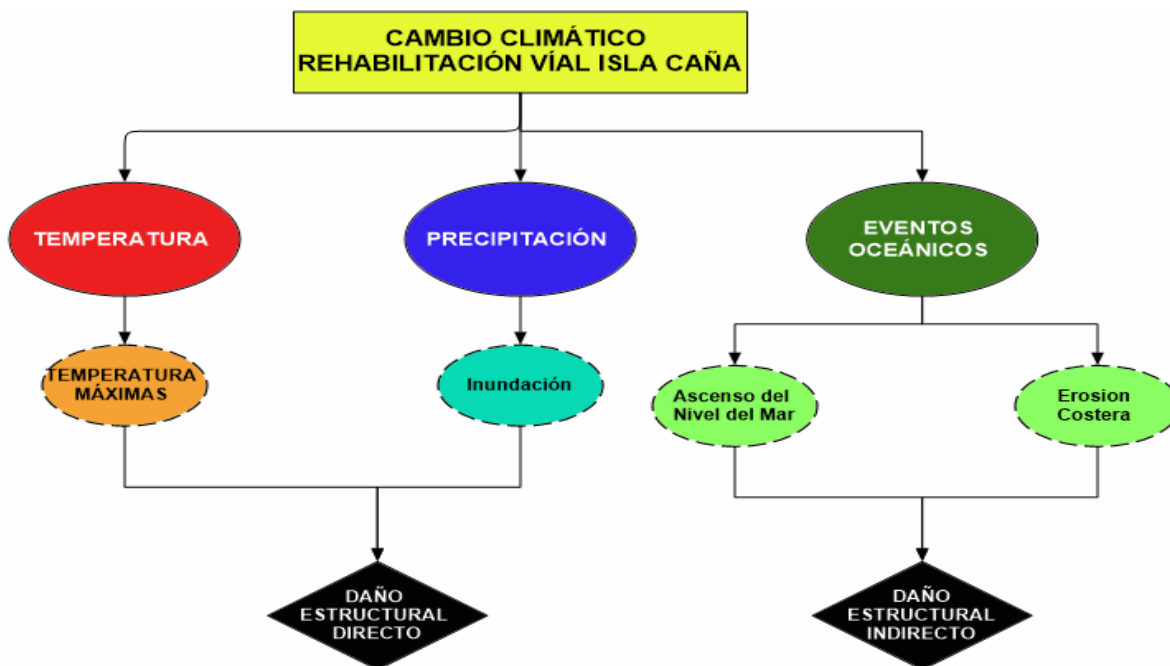 CAMBIO CLIMÁTICO
REHABILITACIÓN VÍAL ISLA CAÑA
TEMPERATURA
PRECIPITACIÓN
EVENTOS
OCEÁNICOS
TEMPERATURA
MÁXIMAS
Inundación
Ascenso del
Nivel del Mar
Erosion
Costera
DAÑO
ESTRUCTURAL
DIRECTO
DAÑO
ESTRUCTURAL
INDIRECTO